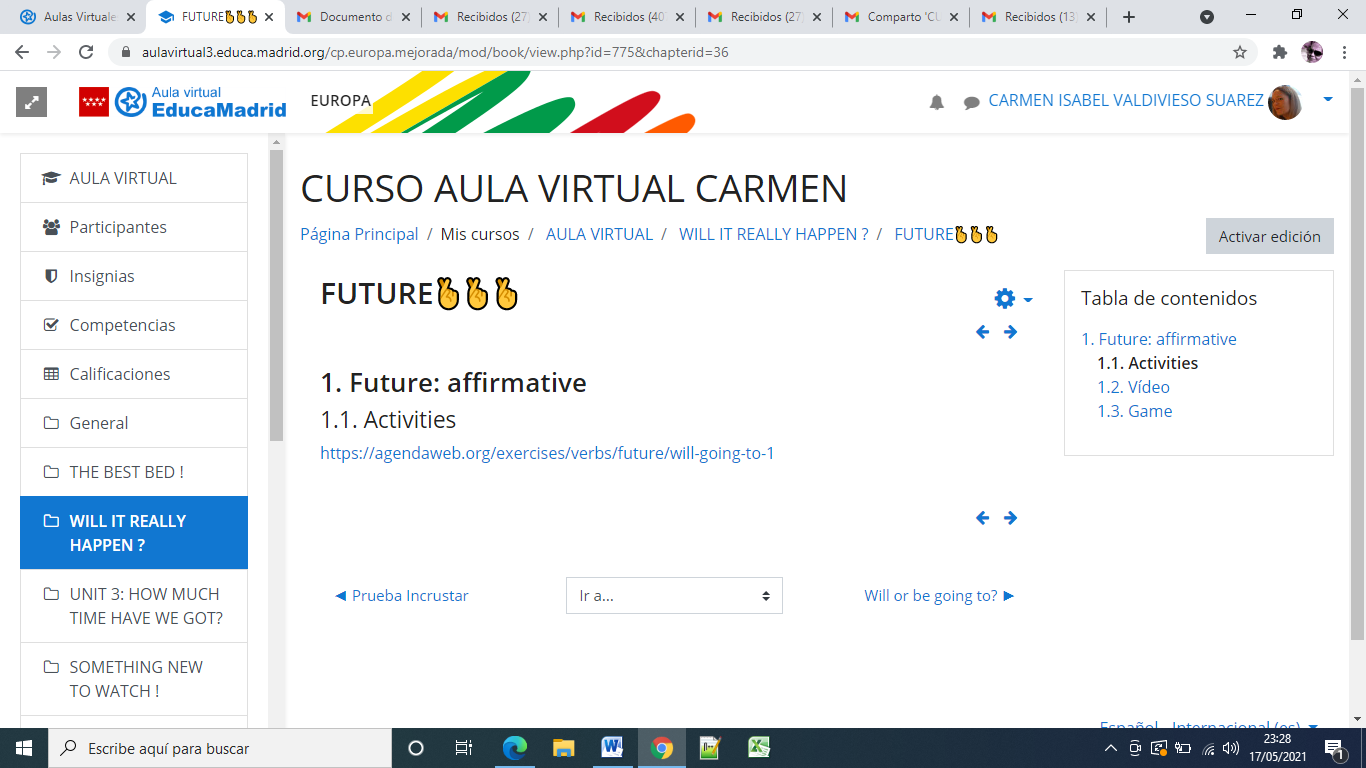 Aulas Virtuale
FUTURE🤞🤞🤞
Documento d
Recibidos (27)
Recibidos (40
Recibidos (27)
Comparto 'CU
Recibidos (13)
aulavirtual3.educa.madrid.org/cp.europa.mejorada/mod/book/view.php?id=775&chapterid=36
Aula virtual
EducaMadrid
EUROPA
CARMEN ISABEL VALDIVIESO SUAREZ
AULA VIRTUAL
Participantes
Insignias
Competencias
Calificaciones
General
THE BEST BED !
WILL IT REALLY
HAPPEN ?
UNIT 3: HOW MUCH
TIME HAVE WE GOT?
SOMETHING NEW
TO WATCH !
CURSO AULA VIRTUAL CARMEN
Página Principal / Mis cursos / AULA VIRTUAL / WILL IT REALLY HAPPEN ? / FUTURE🤞🤞🤞
Activar edición
FUTURE🤞🤞🤞
1. Future: affirmative
1.1. Activities
https://agendaweb.org/exercises/verbs/future/will-going-to-1
◄ Prueba Incrustar
Ir a...
Will or be going to? ►
Tabla de contenidos
1. Future: affirmative
1.1. Activities
1.2. Vídeo
1.3. Game
Español - Internacional (es)
Escribe aquí para buscar
23:28
17/05/2021
1